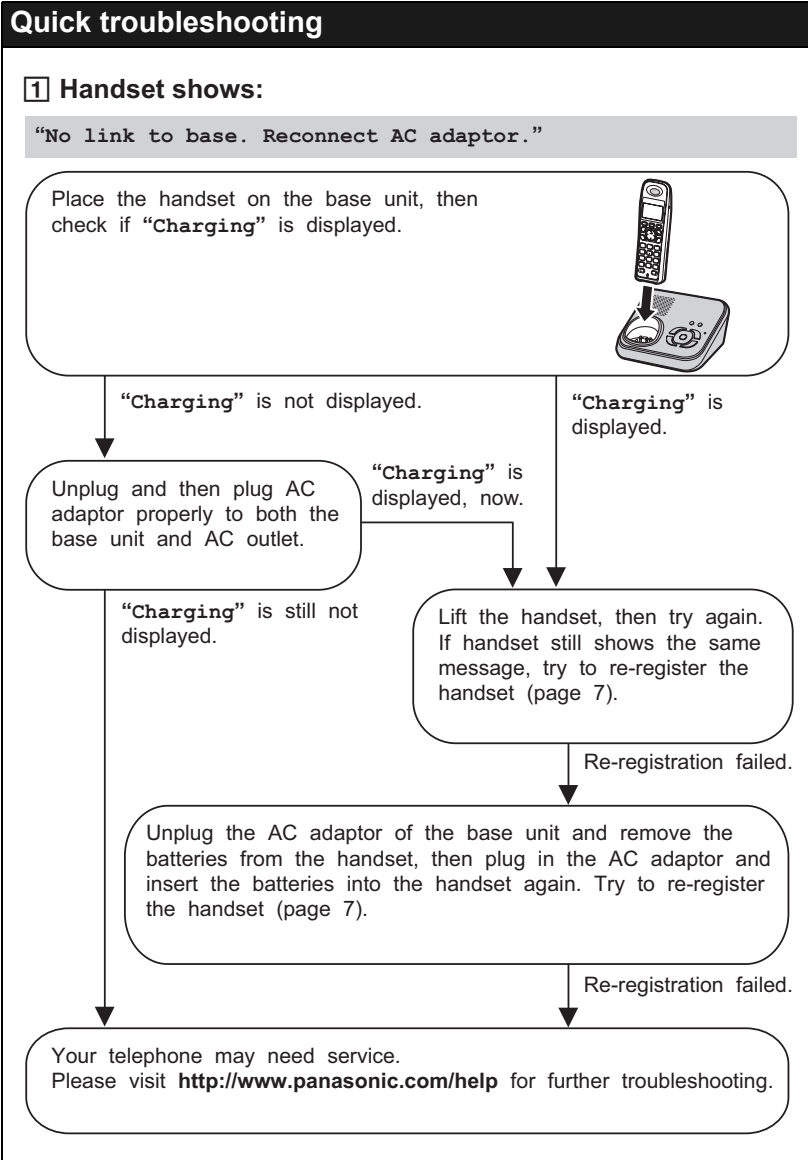 Quick troubleshooting
1 Handset shows:
“No link to base. Reconnect AC adaptor.”
Place the handset on the base unit, then
check if “Charging” is displayed.
“Charging” is not displayed.
“Charging” is
displayed.
Unplug and then plug AC
adaptor properly to both the
base unit and AC outlet.
“Charging” is
displayed, now.
“Charging” is still not
displayed.
Lift the handset, then try again.
If handset still shows the same
message, try to re-register the
handset (page 7).
Re-registration failed.
Unplug the AC adaptor of the base unit and remove the
batteries from the handset, then plug in the AC adaptor and
insert the batteries into the handset again. Try to re-register
the handset (page 7).
Re-registration failed.
Your telephone may need service.
Please visit http://www.panasonic.com/help for further troubleshooting.